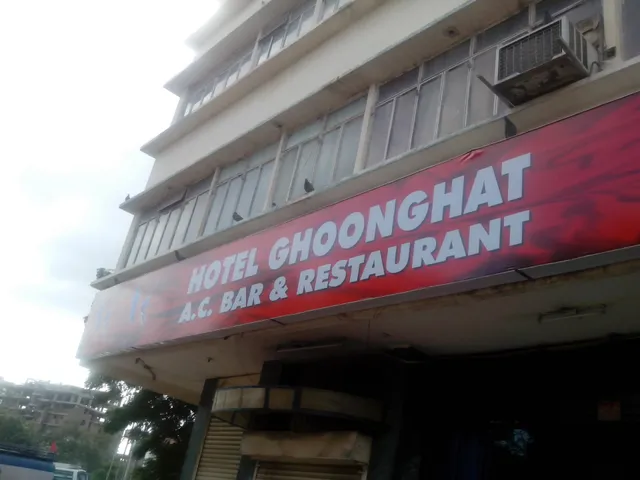 HOTEL GHOONGHAT
A.C. BAR & RESTAURANT